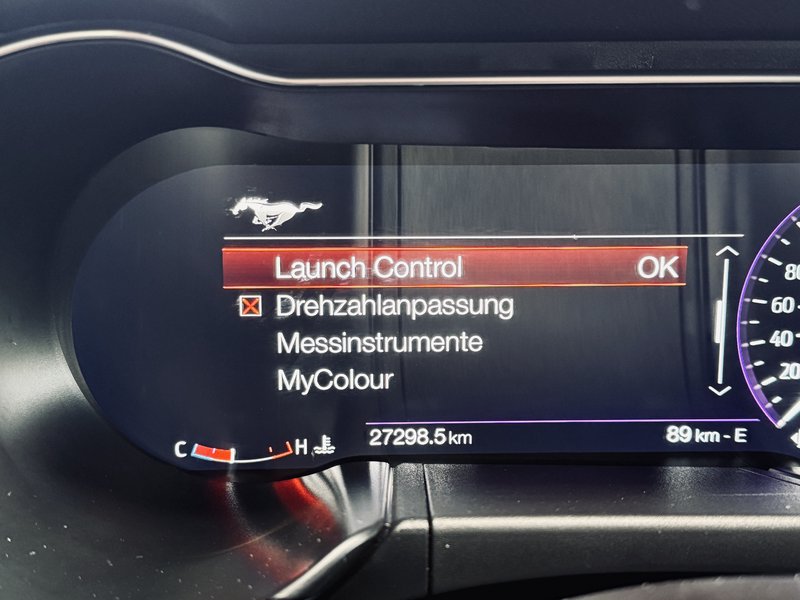 Launch Control OK
Drehzahlanpassung
Messinstrumente
MyColour
C H
27298.5 km 89 km - E
80
60
40
20